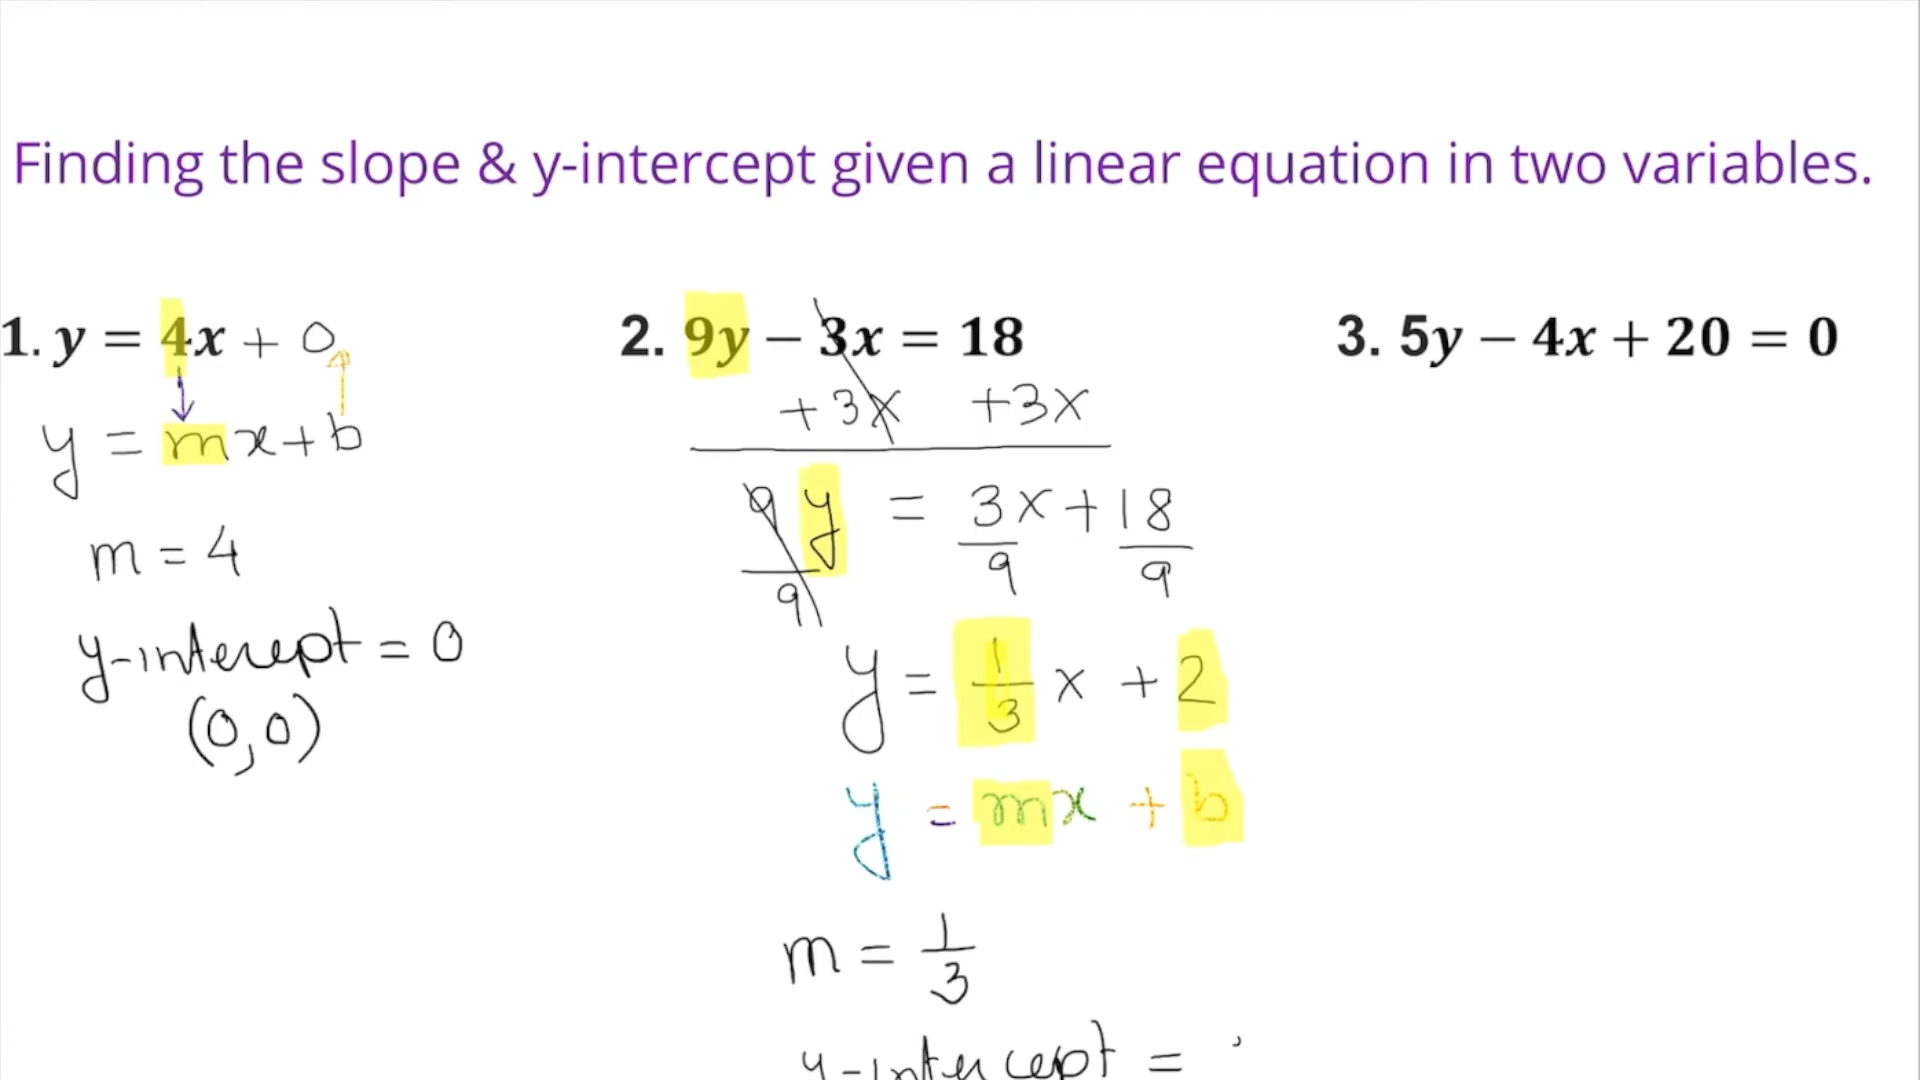 Finding the slope & y-intercept given a linear equation in two variables.
1. y = 4x + 0
y = mx + b
m = 4
y-intercept = 0
(0,0)
2. 9y − 3x = 18
+3x +3x
9y/9 = 3x/9 + 18/9
y = 1/3 x + 2
y = mx + b
m = 1/3
y-intercept =
3. 5y − 4x + 20 = 0